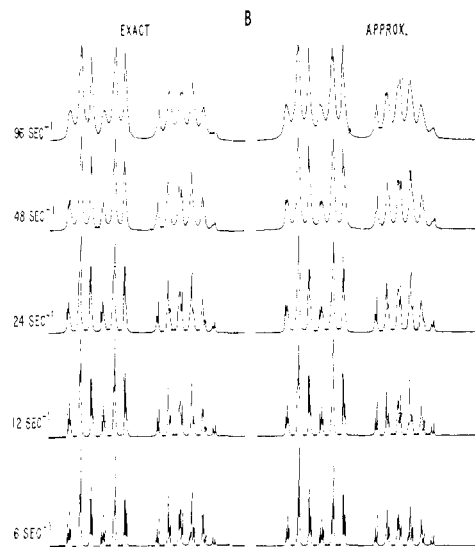 B
EXACT
APPROX.
96 SEC⁻¹
48 SEC⁻¹
24 SEC⁻¹
12 SEC⁻¹
6 SEC⁻¹